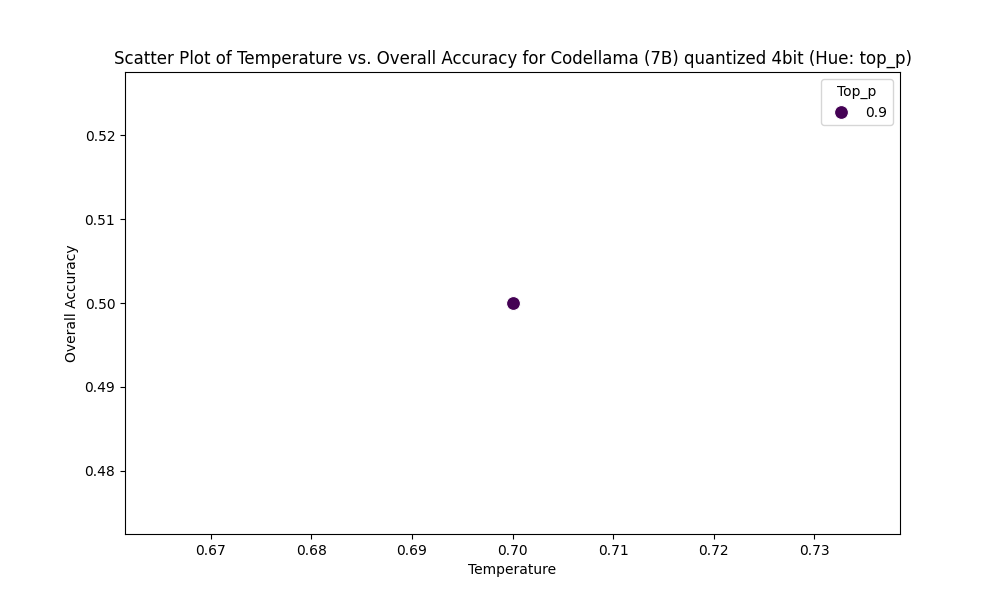 Scatter Plot of Temperature vs. Overall Accuracy for Codellama (7B) quantized 4bit (Hue: top_p)
Top_p
0.9
0.52
0.51
0.50
0.49
0.48
Overall Accuracy
0.67 0.68 0.69 0.70 0.71 0.72 0.73
Temperature